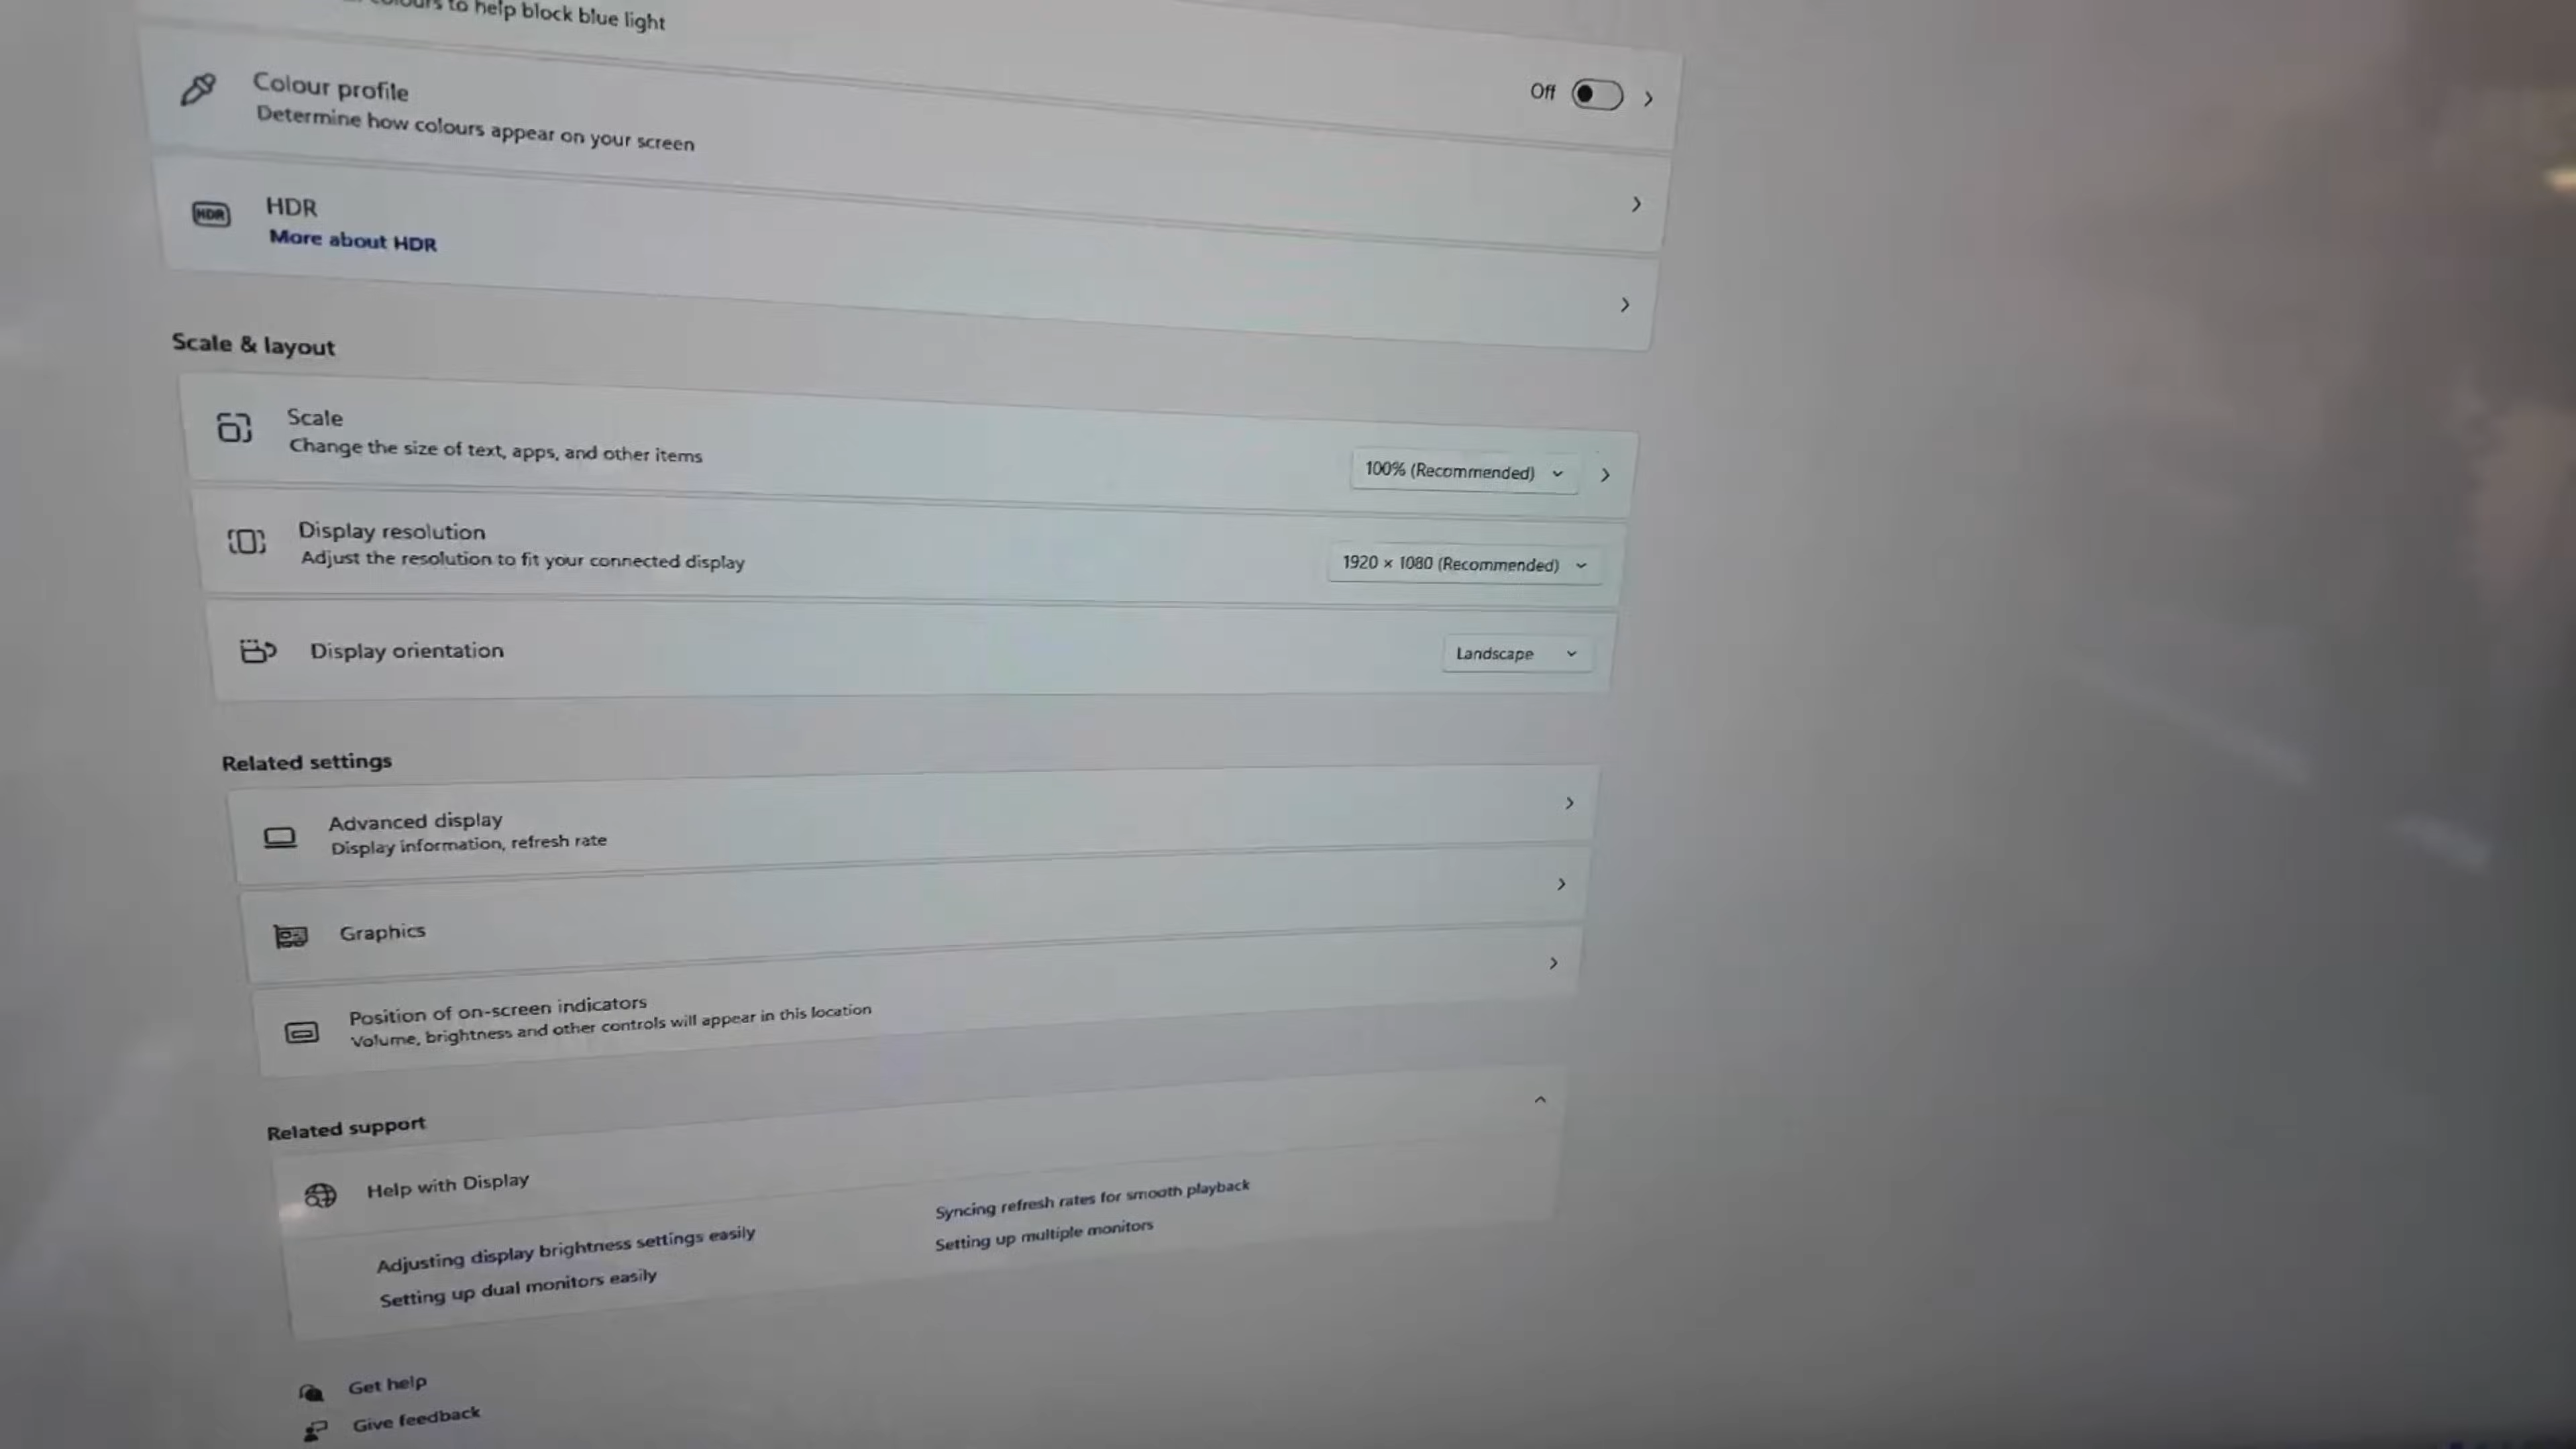 to help block blue light
Off
Colour profile
Determine how colours appear on your screen
HDR
HDR
More about HDR
Scale & layout
Scale
Change the size of text, apps, and other items
100% (Recommended)
Display resolution
Adjust the resolution to fit your connected display
1920 × 1080 (Recommended)
Display orientation
Landscape
Related settings
Advanced display
Display information, refresh rate
Graphics
Position of on-screen indicators
Volume, brightness and other controls will appear in this location
Related support
Help with Display
Adjusting display brightness settings easily
Syncing refresh rates for smooth playback
Setting up dual monitors easily
Setting up multiple monitors
Get help
Give feedback